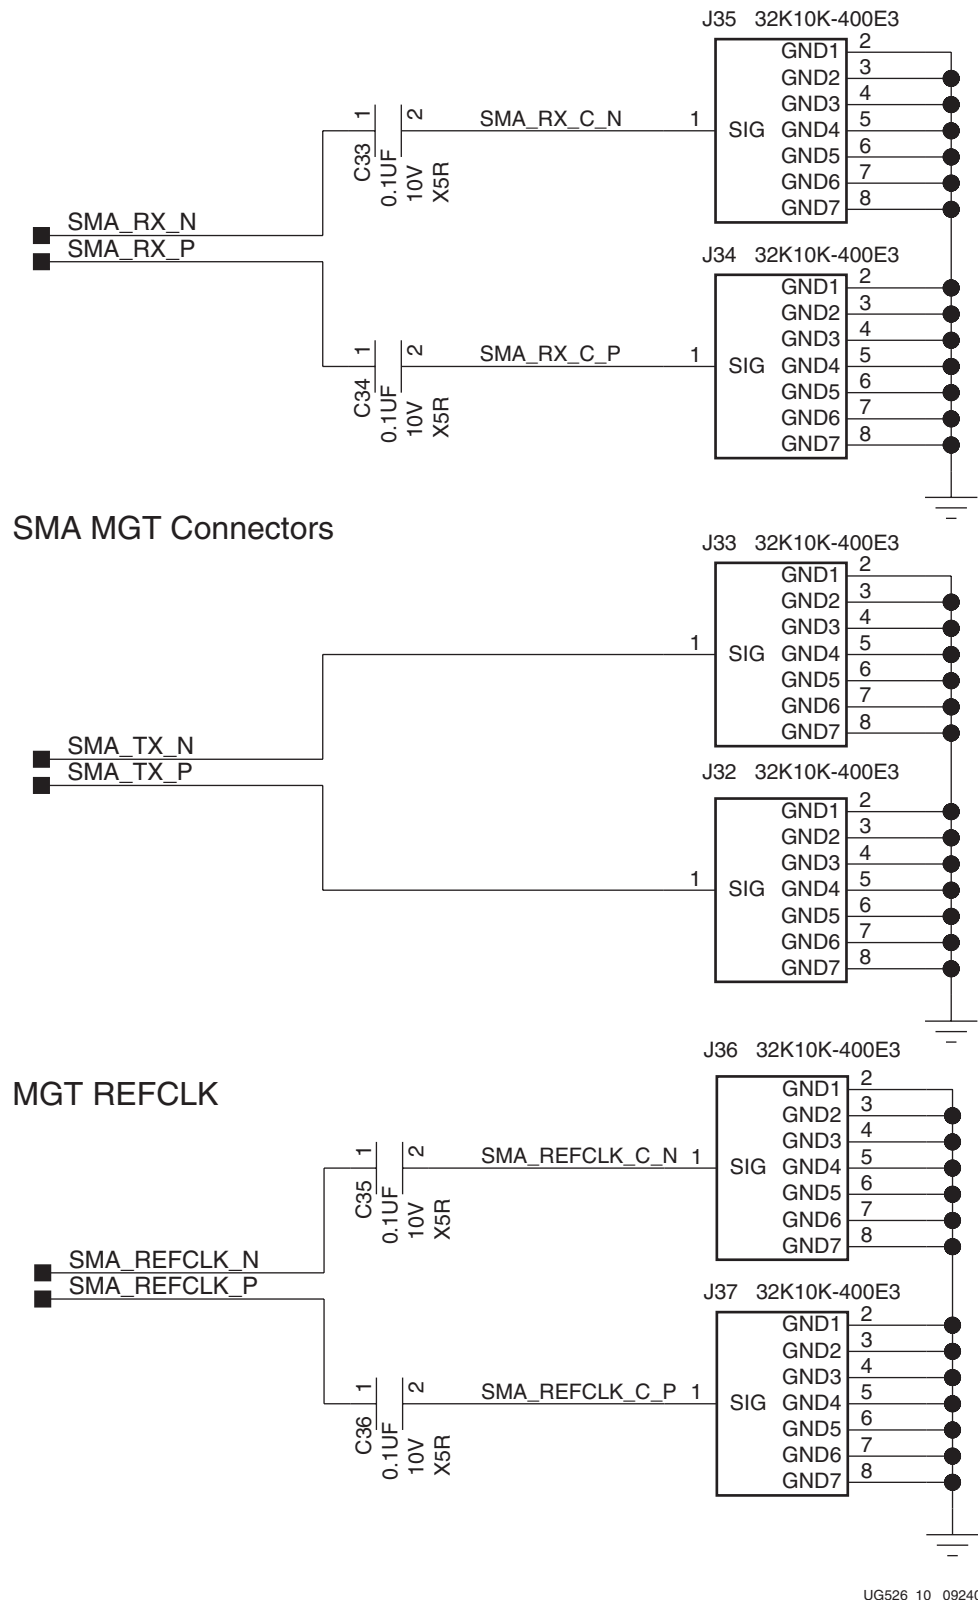 J35 32K10K-400E3
GND1 2
GND2 3
GND3 4
1 SIG GND4 5
GND5 6
GND6 7
GND7 8
SMA_RX_C_N
1 2
C33
0.1UF
10V
X5R
SMA_RX_N
SMA_RX_P
J34 32K10K-400E3
GND1 2
GND2 3
GND3 4
1 SIG GND4 5
GND5 6
GND6 7
GND7 8
SMA_RX_C_P
1 2
C34
0.1UF
10V
X5R
SMA MGT Connectors
J33 32K10K-400E3
GND1 2
GND2 3
GND3 4
1 SIG GND4 5
GND5 6
GND6 7
GND7 8
SMA_TX_N
SMA_TX_P
J32 32K10K-400E3
GND1 2
GND2 3
GND3 4
1 SIG GND4 5
GND5 6
GND6 7
GND7 8
MGT REFCLK
J36 32K10K-400E3
GND1 2
GND2 3
GND3 4
1 SIG GND4 5
GND5 6
GND6 7
GND7 8
SMA_REFCLK_C_N
1 2
C35
0.1UF
10V
X5R
SMA_REFCLK_N
SMA_REFCLK_P
J37 32K10K-400E3
GND1 2
GND2 3
GND3 4
1 SIG GND4 5
GND5 6
GND6 7
GND7 8
SMA_REFCLK_C_P
1 2
C36
0.1UF
10V
X5R
UG526_10_09240